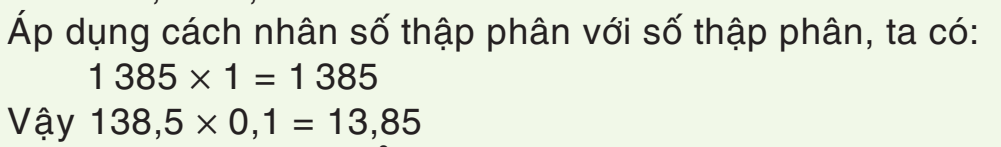 Áp dụng cách nhân số thập phân với số thập phân, ta có:
1 385 × 1 = 1 385
Vậy 138,5 × 0,1 = 13,85